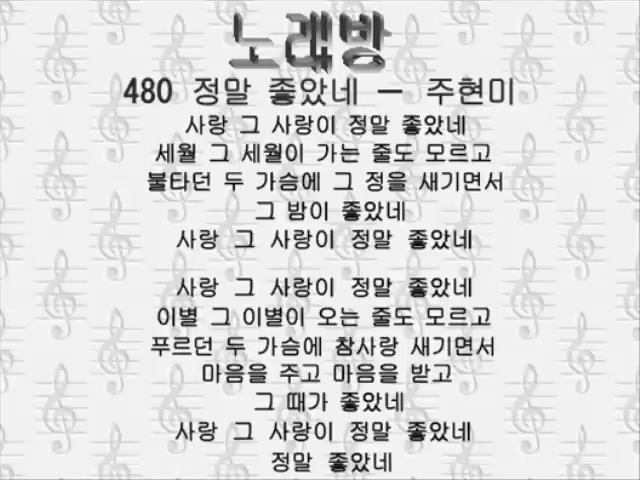 노래방
480 정말 좋았네 - 주현미
사랑 그 사랑이 정말 좋았네
세월 그 세월이 가는 줄도 모르고
불타던 두 가슴에 그 정을 새기면서
그 밤이 좋았네
사랑 그 사랑이 정말 좋았네
사랑 그 사랑이 정말 좋았네
이별 그 이별이 오는 줄도 모르고
푸르던 두 가슴에 참사랑 새기면서
마음을 주고 마음을 받고
그 때가 좋았네
사랑 그 사랑이 정말 좋았네
정말 좋았네